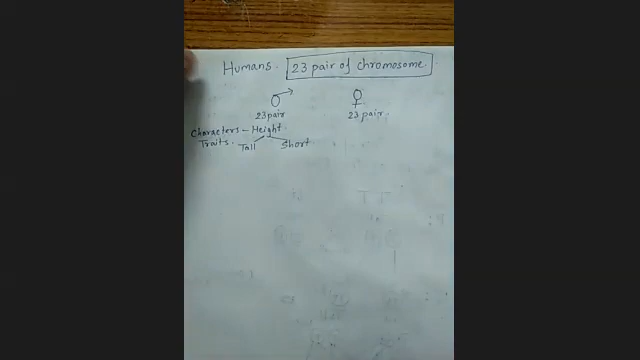 Humans. 23 pair of chromosome.
♂ ♀
23 pair 23 pair.
Characters - Height.
Traits. Tall Short